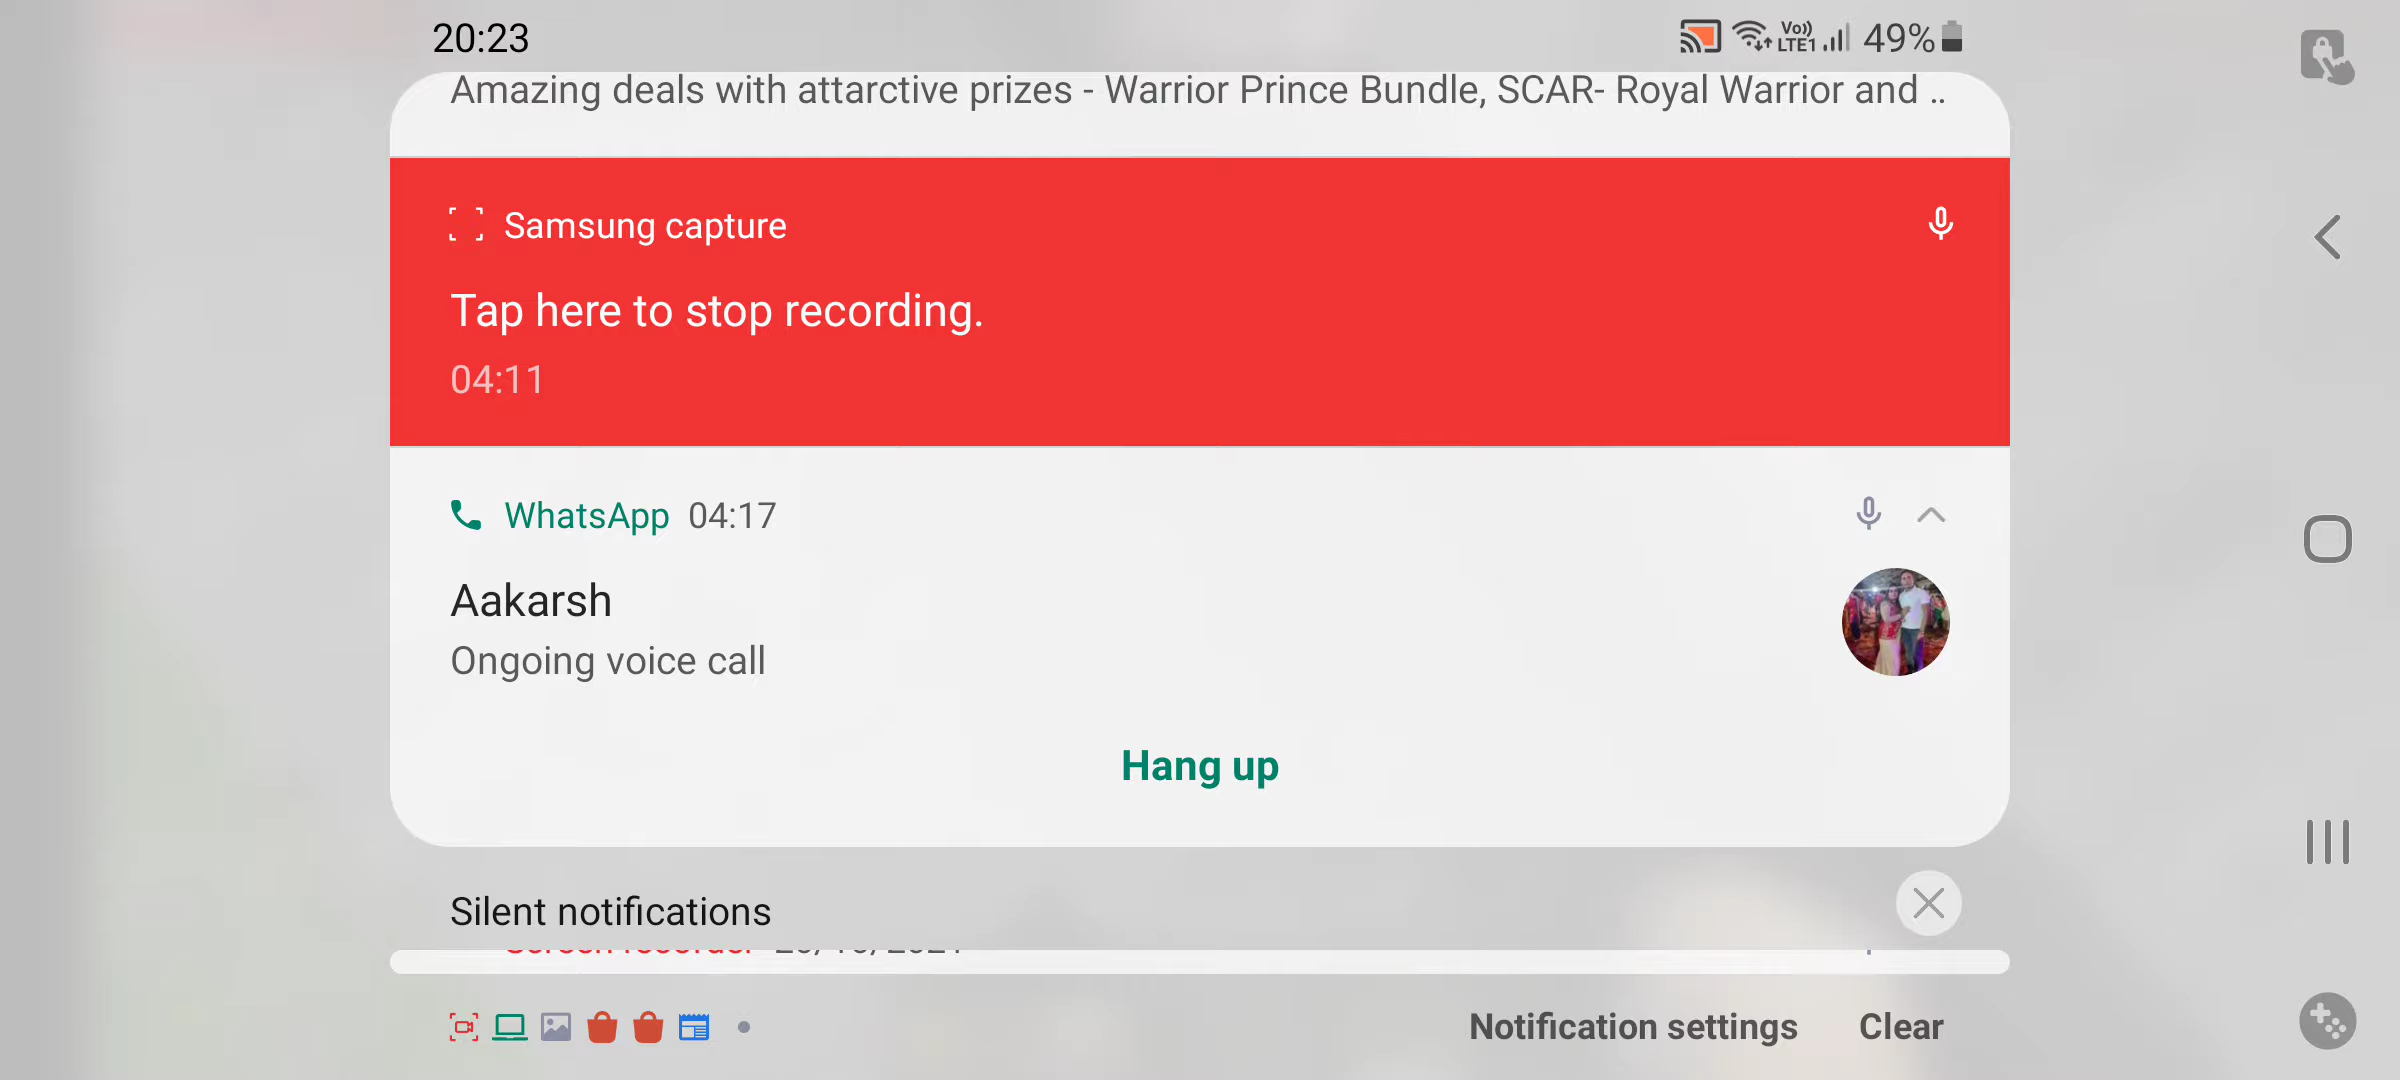 20:23
Vo)) LTE1 49%
Amazing deals with attarctive prizes - Warrior Prince Bundle, SCAR- Royal Warrior and ..
Samsung capture
Tap here to stop recording.
04:11
WhatsApp 04:17
Aakarsh
Ongoing voice call
Hang up
Silent notifications
Notification settings Clear